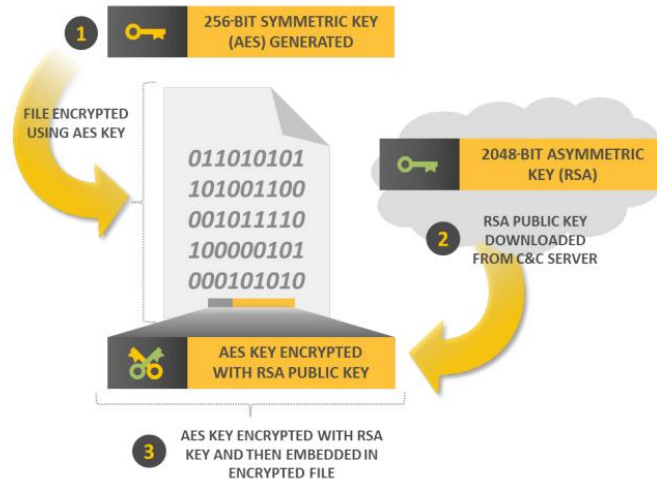 1
256-BIT SYMMETRIC KEY
(AES) GENERATED
FILE ENCRYPTED
USING AES KEY
011010101
101001100
001011110
100000101
000101010
2048-BIT ASYMMETRIC
KEY (RSA)
2
RSA PUBLIC KEY
DOWNLOADED
FROM C&C SERVER
AES KEY ENCRYPTED
WITH RSA PUBLIC KEY
3
AES KEY ENCRYPTED WITH RSA
KEY AND THEN EMBEDDED IN
ENCRYPTED FILE